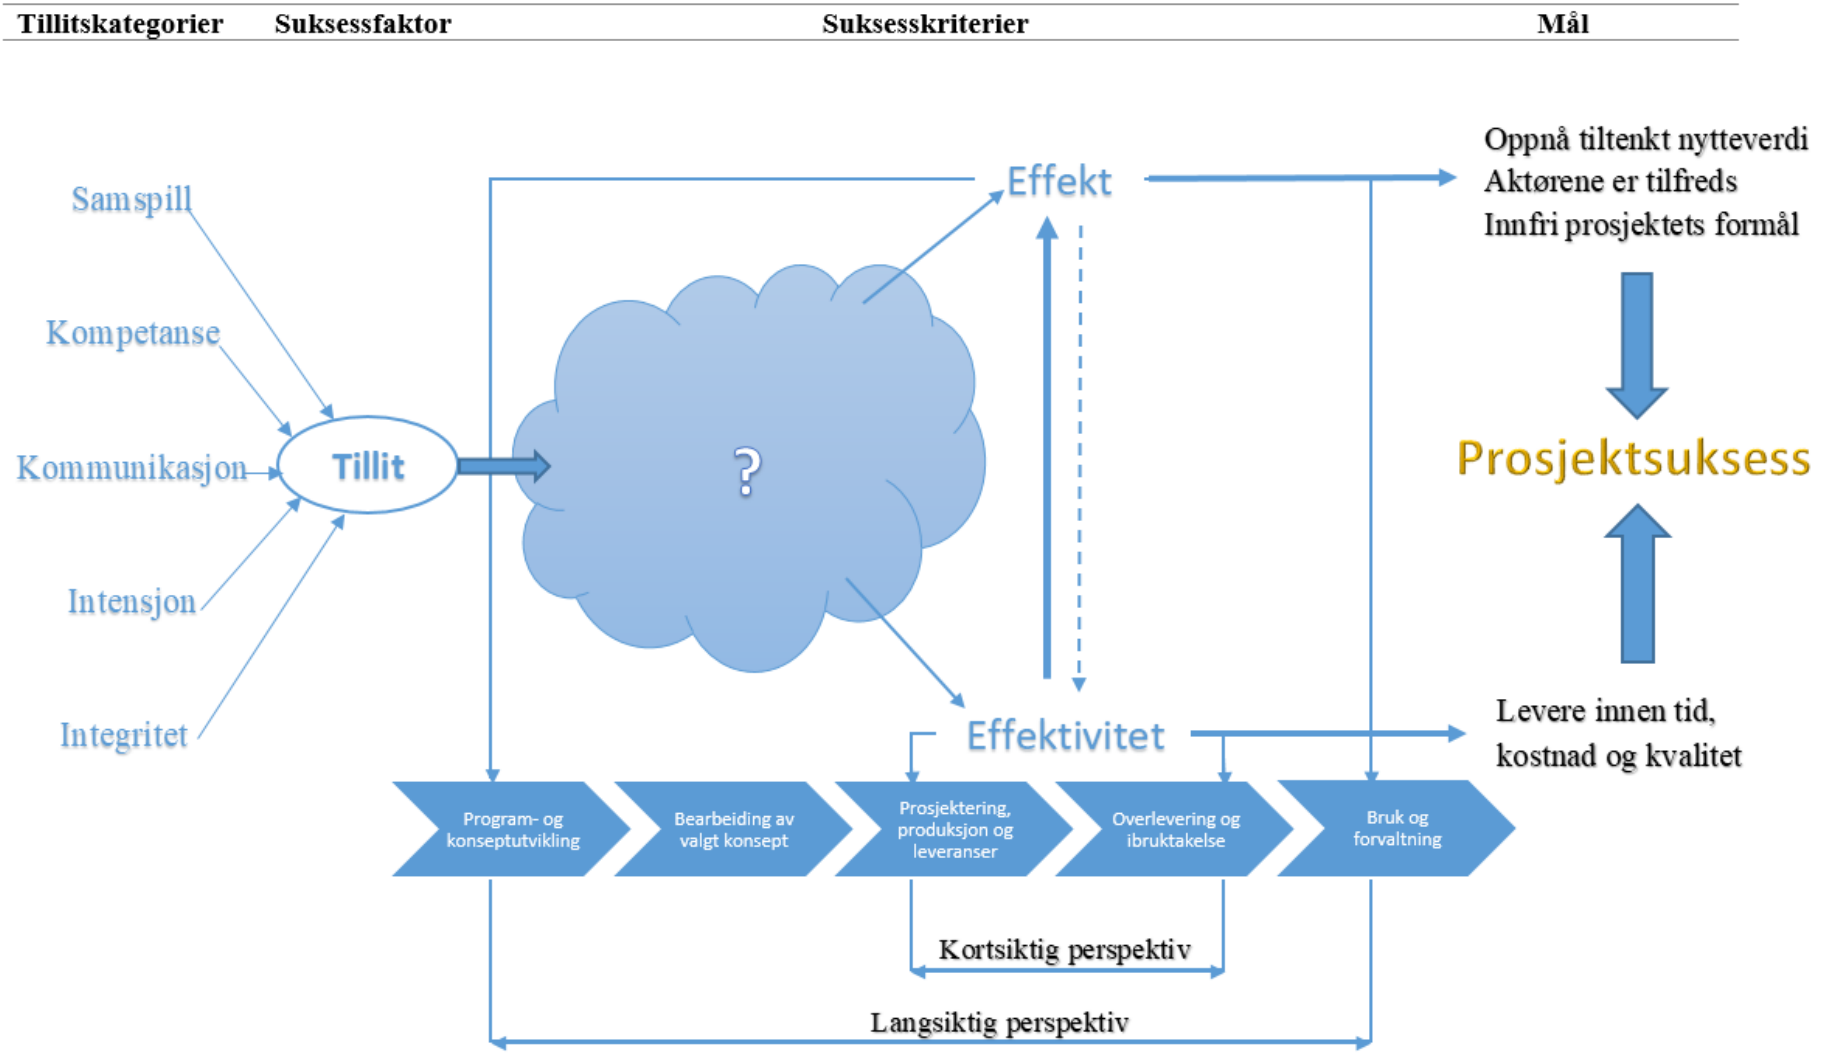 Tillitskategorier Suksessfaktor Suksesskriterier Mål
Oppnå tiltenkt nytteverdi
Aktørene er tilfreds
Innfri prosjektets formål
Effekt
Samspill
Kompetanse
Kommunikasjon
Intensjon
Integritet
Tillit
?
Prosjektsuksess
Effektivitet
Levere innen tid,
kostnad og kvalitet
Program- og
konseptutvikling
Bearbeiding av
valgt konsept
Prosjektering,
produksjon og
leveranser
Overlevering og
ibruktakelse
Bruk og
forvaltning
Kortsiktig perspektiv
Langsiktig perspektiv